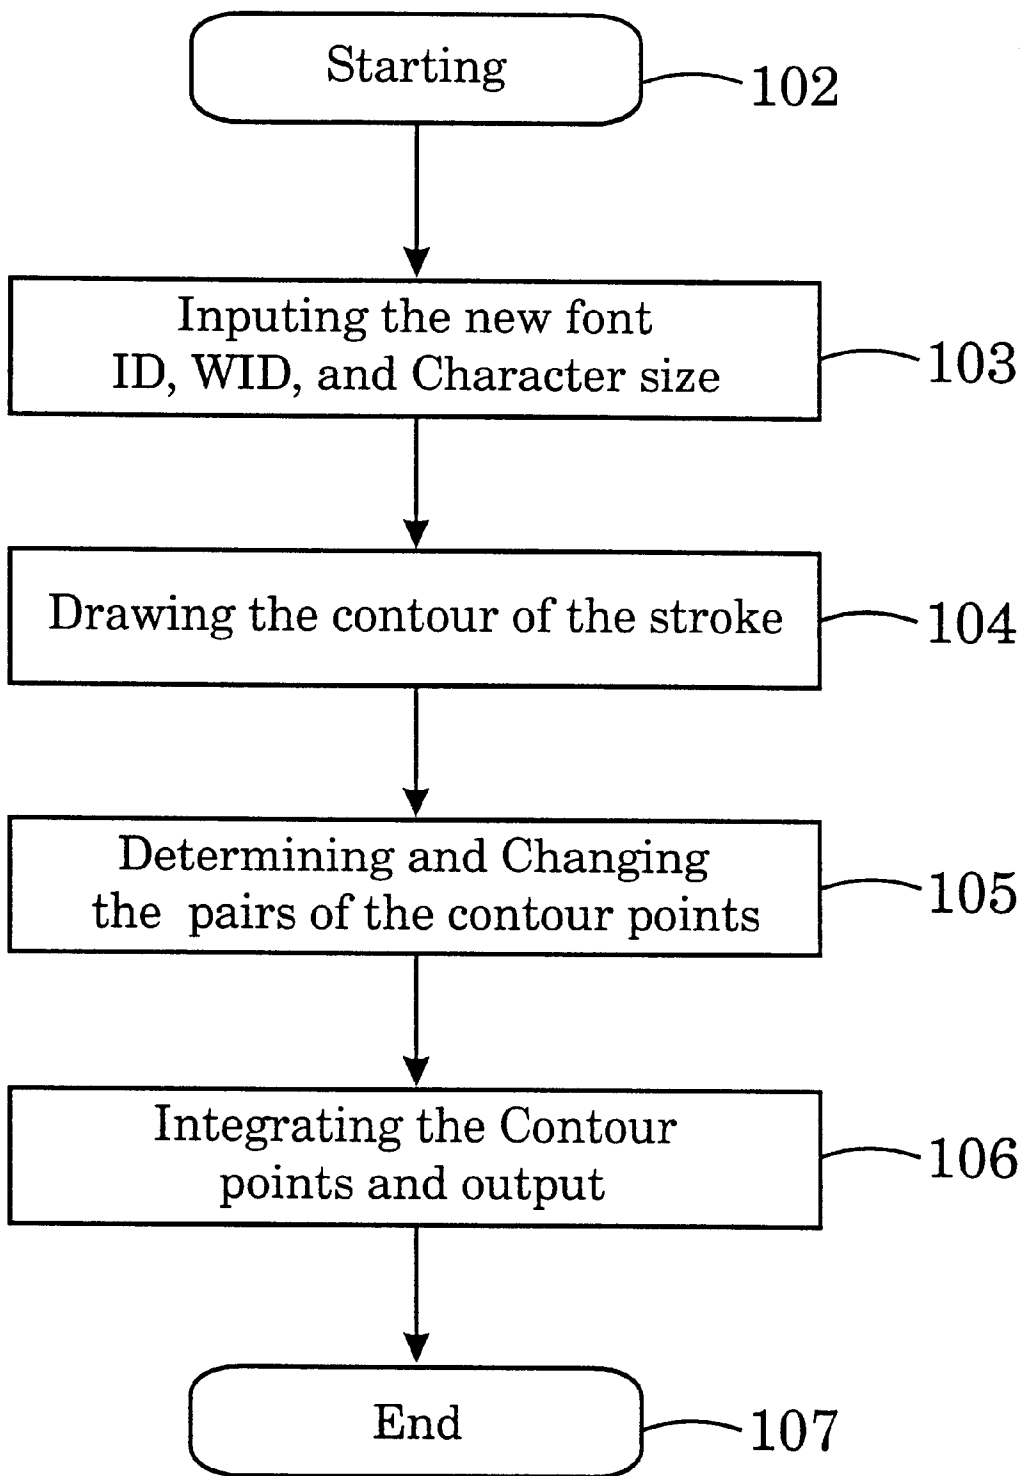 Starting
102
Inputing the new font
ID, WID, and Character size
103
Drawing the contour of the stroke
104
Determining and Changing
the pairs of the contour points
105
Integrating the Contour
points and output
106
End
107